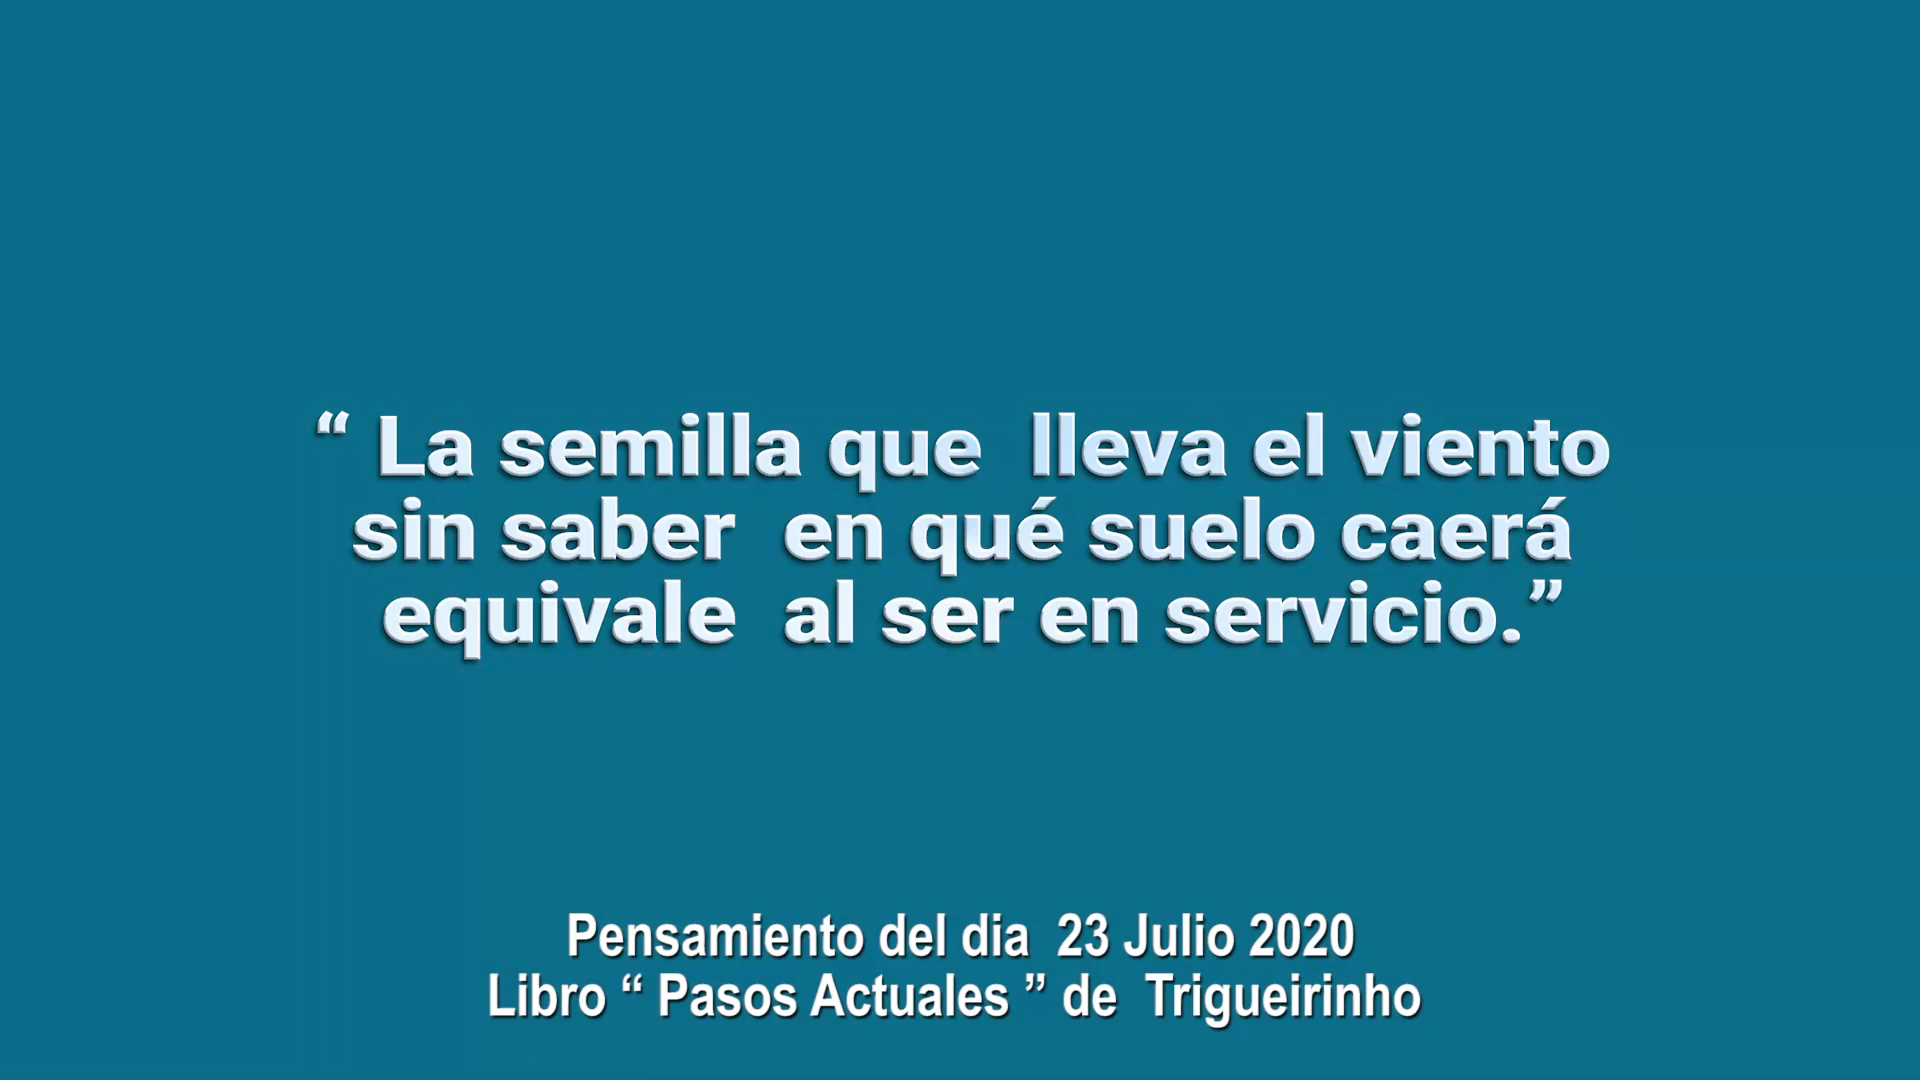 “ La semilla que lleva el viento
sin saber en qué suelo caerá
equivale al ser en servicio.”
Pensamiento del dia 23 Julio 2020
Libro “ Pasos Actuales ” de Trigueirinho